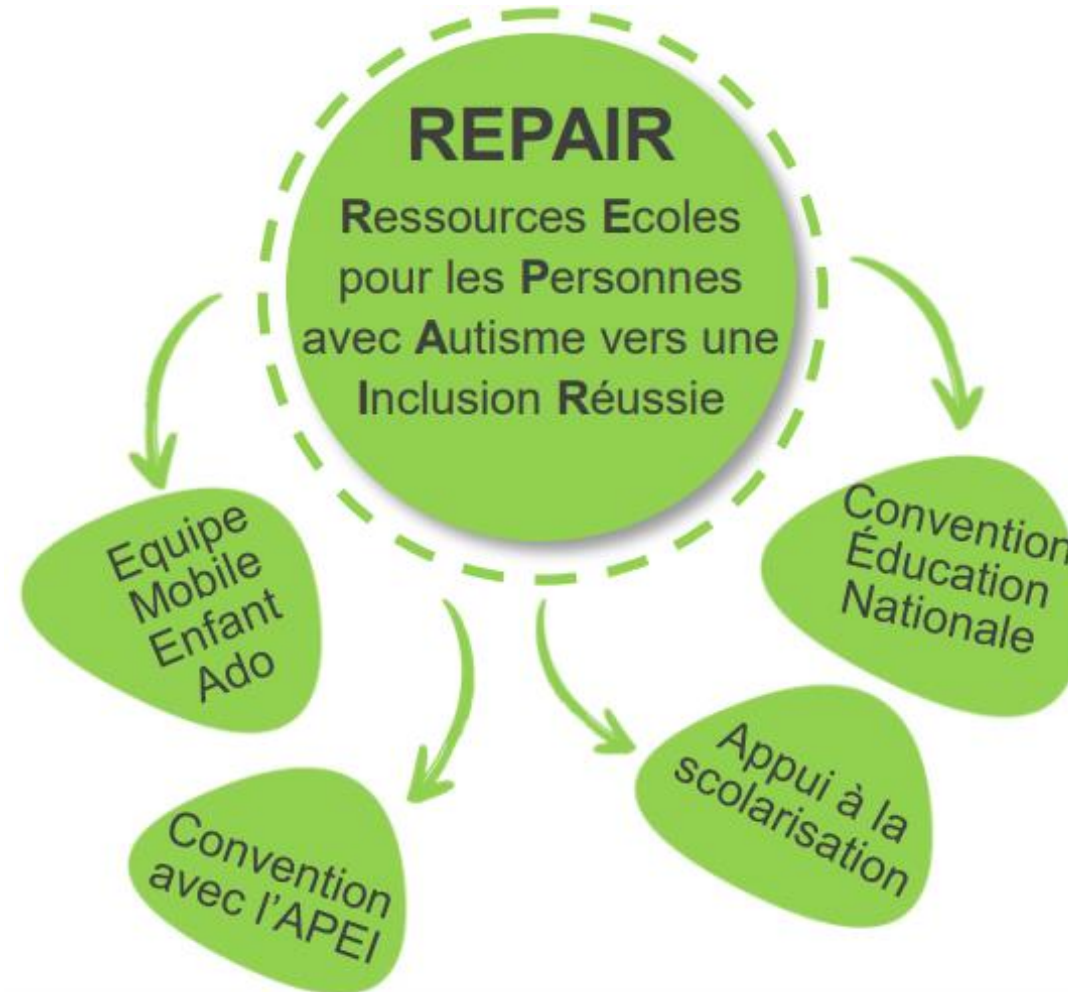 REPAIR
Ressources Ecoles
pour les Personnes
avec Autisme vers une
Inclusion Réussie
Equipe
Mobile
Enfant
Ado
Convention
avec l'APEI
Appui à la
scolarisation
Convention
Éducation
Nationale